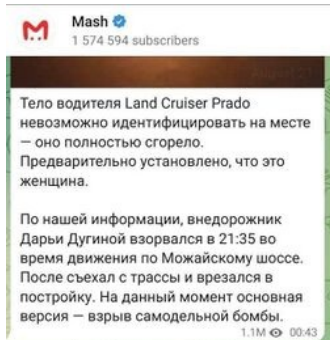 Mash
1 574 594 subscribers
Тело водителя Land Cruiser Prado
невозможно идентифицировать на месте
— оно полностью сгорело.
Предварительно установлено, что это
женщина.
По нашей информации, внедорожник
Дарьи Дугиной взорвался в 21:35 во
время движения по Можайскому шоссе.
После съехал с трассы и врезался в
постройку. На данный момент основная
версия — взрыв самодельной бомбы.
1.1M 00:43